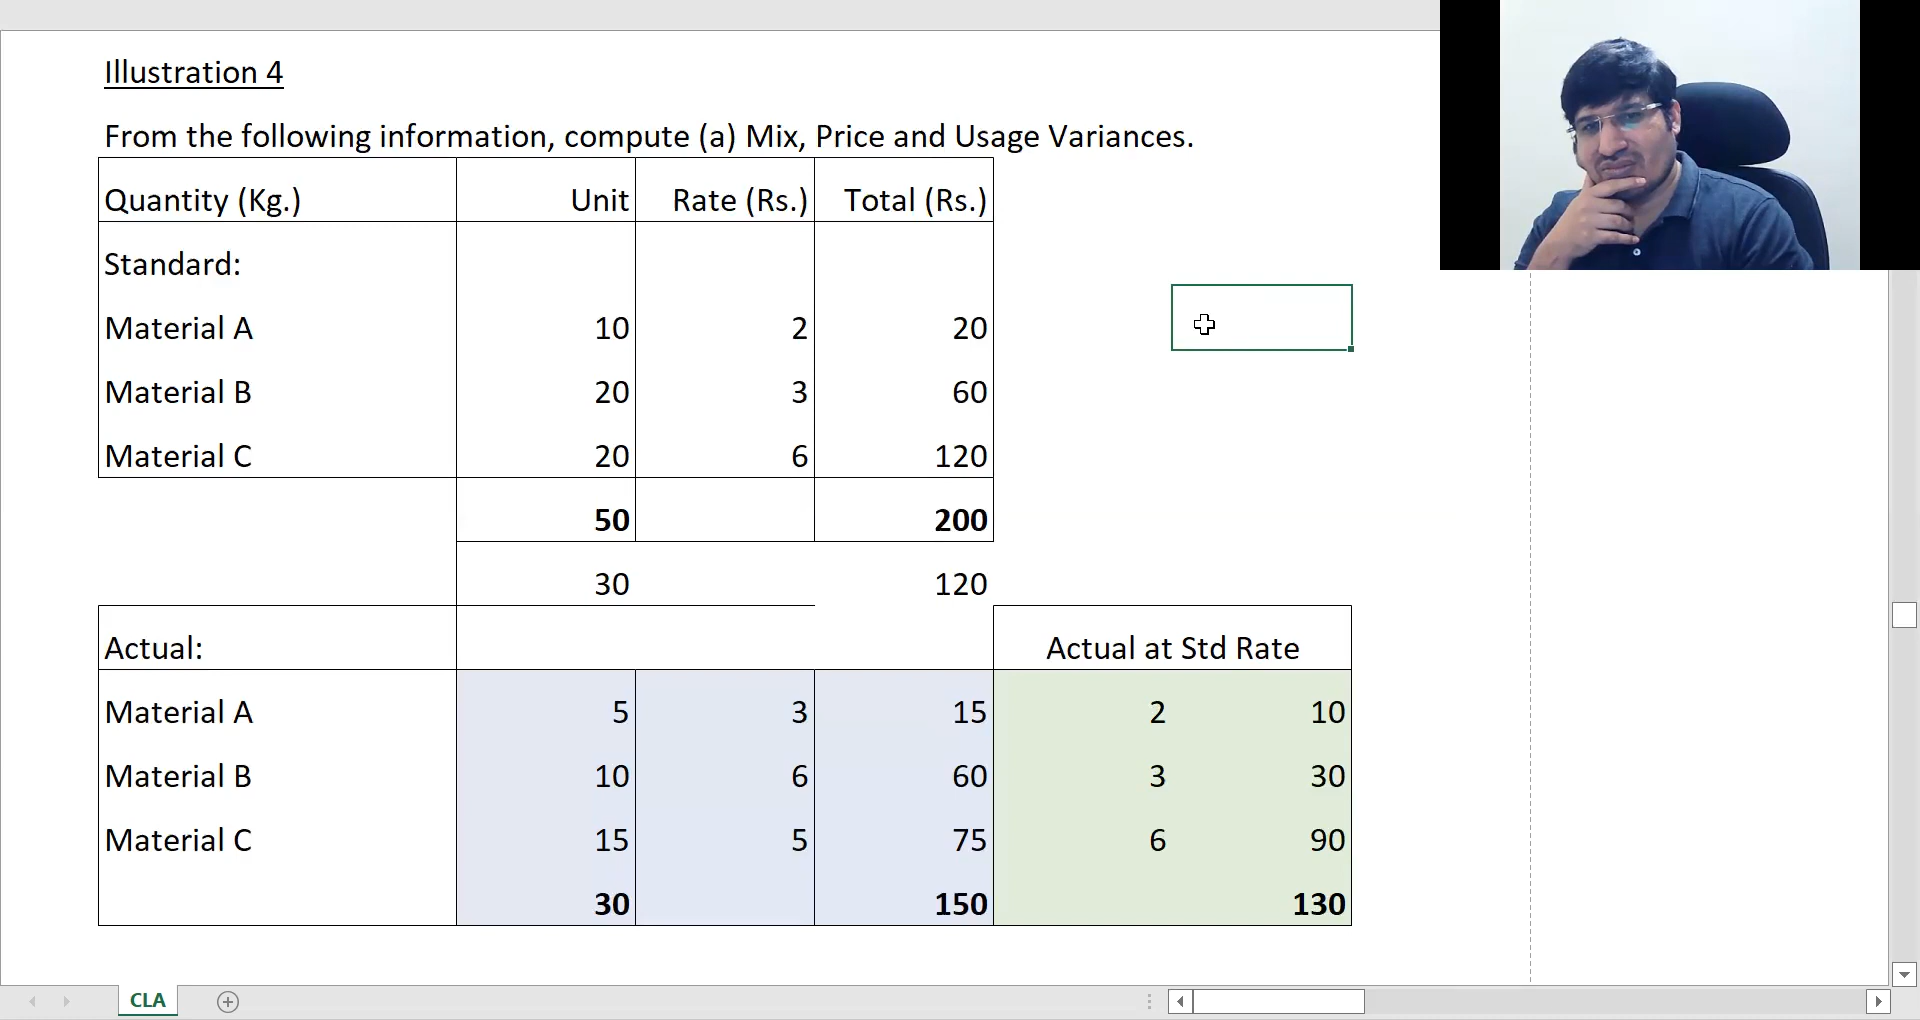 Illustration 4
From the following information, compute (a) Mix, Price and Usage Variances.
Quantity (Kg.) Unit Rate (Rs.) Total (Rs.)
Standard:
Material A 10 2 20
Material B 20 3 60
Material C 20 6 120
50 200
30 120
Actual: Actual at Std Rate
Material A 5 3 15 2 10
Material B 10 6 60 3 30
Material C 15 5 75 6 90
30 150 130
CLA